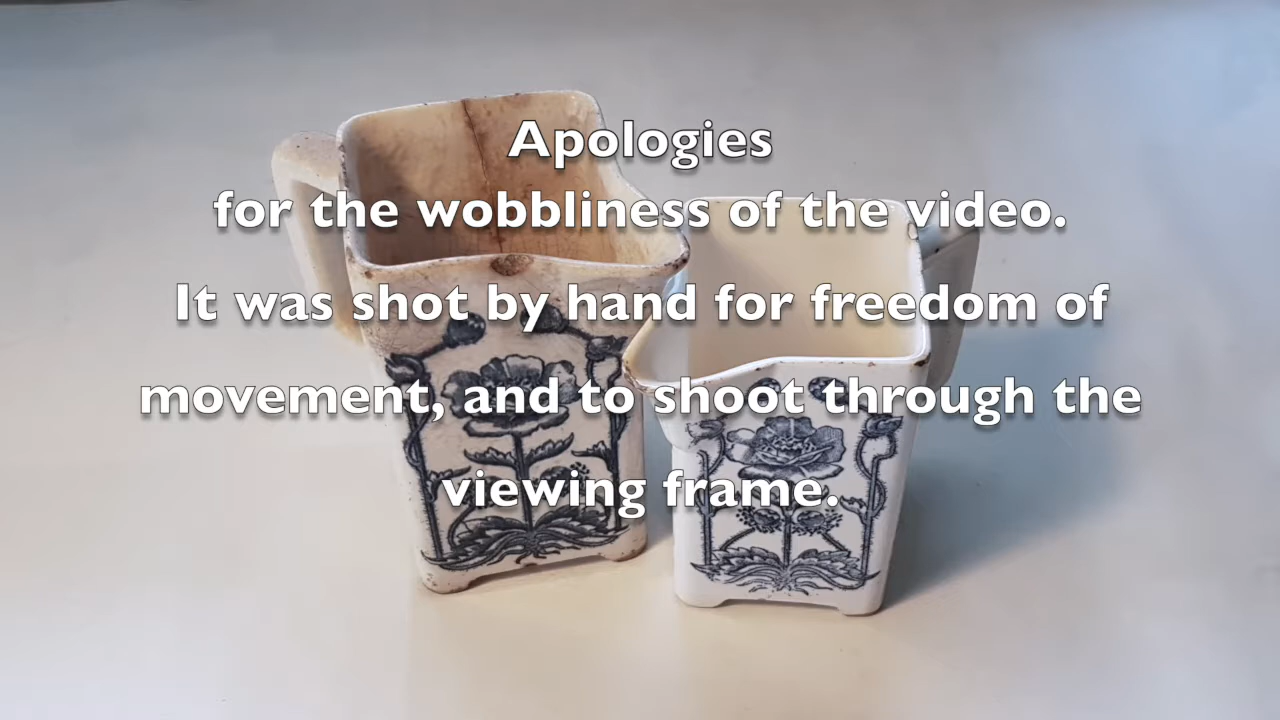 Apologies
for the wobbliness of the video.
It was shot by hand for freedom of
movement, and to shoot through the
viewing frame.